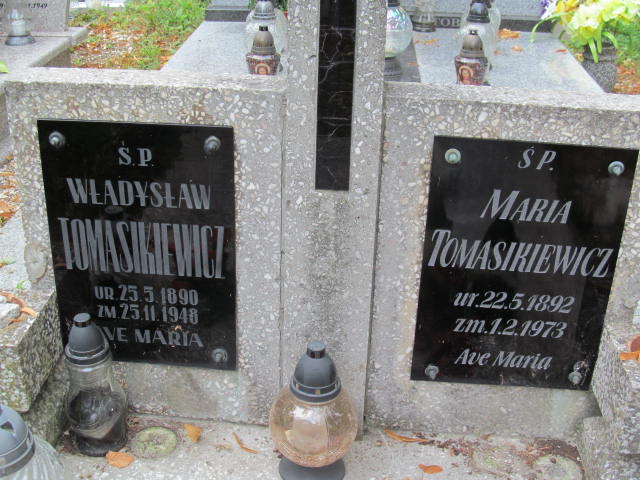 Ś.P.
WŁADYSŁAW
TOMASIKIEWICZ
UR. 25.5.1890
ZM. 25.11.1948
AVE MARIA
ŚP.
MARIA
TOMASIKIEWICZ
ur. 22.5.1892
zm. 1.2.1973
Ave Maria